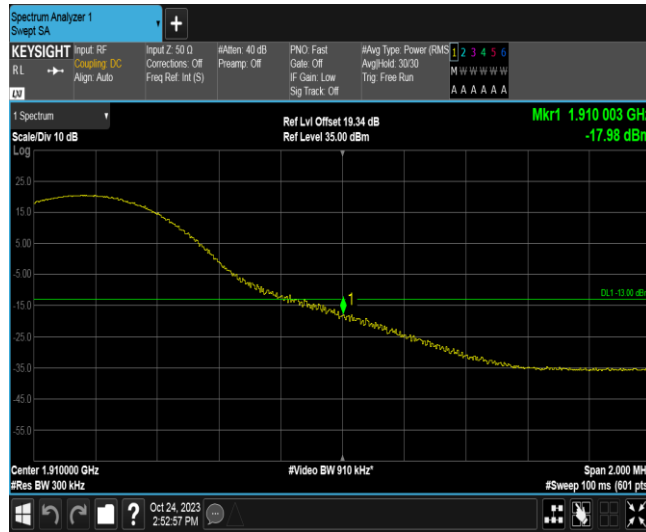 Spectrum Analyzer 1
Swept SA
KEYSIGHT Input: RF Input Z: 50 Ω #Atten: 40 dB PNO: Fast #Avg Type: Power (RMS 1 2 3 4 5 6
RL Coupling: DC Corrections: Off Preamp: Off Gate: Off Avg|Hold: 30/30 M W W W W W
Align: Auto Freq Ref: Int (S) IF Gain: Low Trig: Free Run
LXI Sig Track: Off A A A A A A
1 Spectrum Ref Lvl Offset 19.34 dB Mkr1 1.910 003 GHz
Scale/Div 10 dB Ref Level 35.00 dBm -17.98 dBm
Log
25.0
15.0
5.00
-5.00
DL1 -13.00 dBm
1
-15.0
-25.0
-35.0
-45.0
-55.0
Center 1.910000 GHz #Video BW 910 kHz* Span 2.000 MH
#Res BW 300 kHz #Sweep 100 ms (601 pts
? Oct 24, 2023
2:52:57 PM